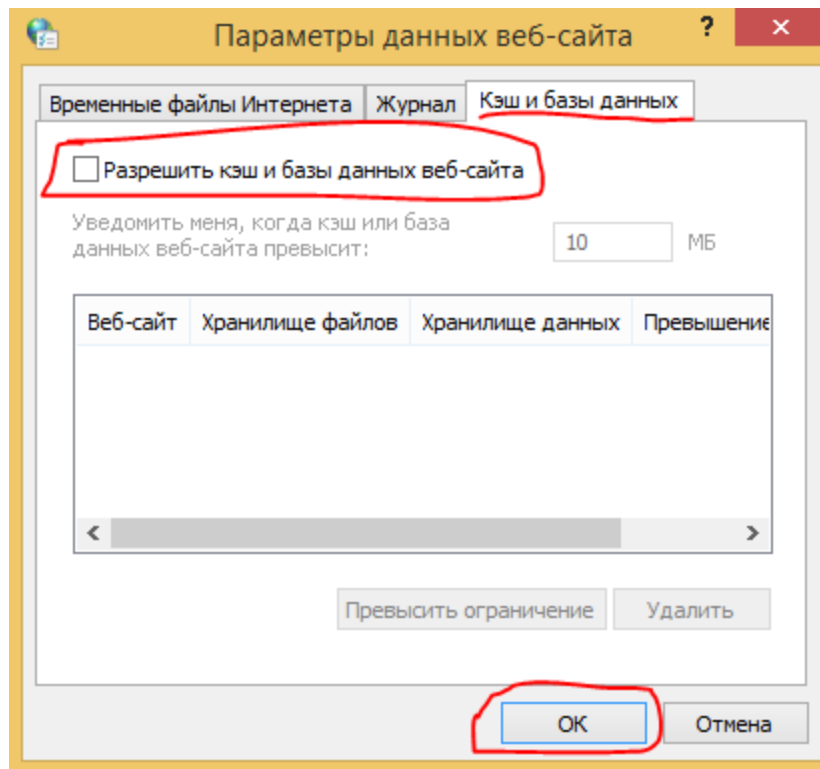 Параметры данных веб-сайта
?
Временные файлы Интернета Журнал Кэш и базы данных
Разрешить кэш и базы данных веб-сайта
Уведомить меня, когда кэш или база
данных веб-сайта превысит:
10 МБ
Веб-сайт Хранилище файлов Хранилище данных Превышение
Превысить ограничение Удалить
ОК Отмена